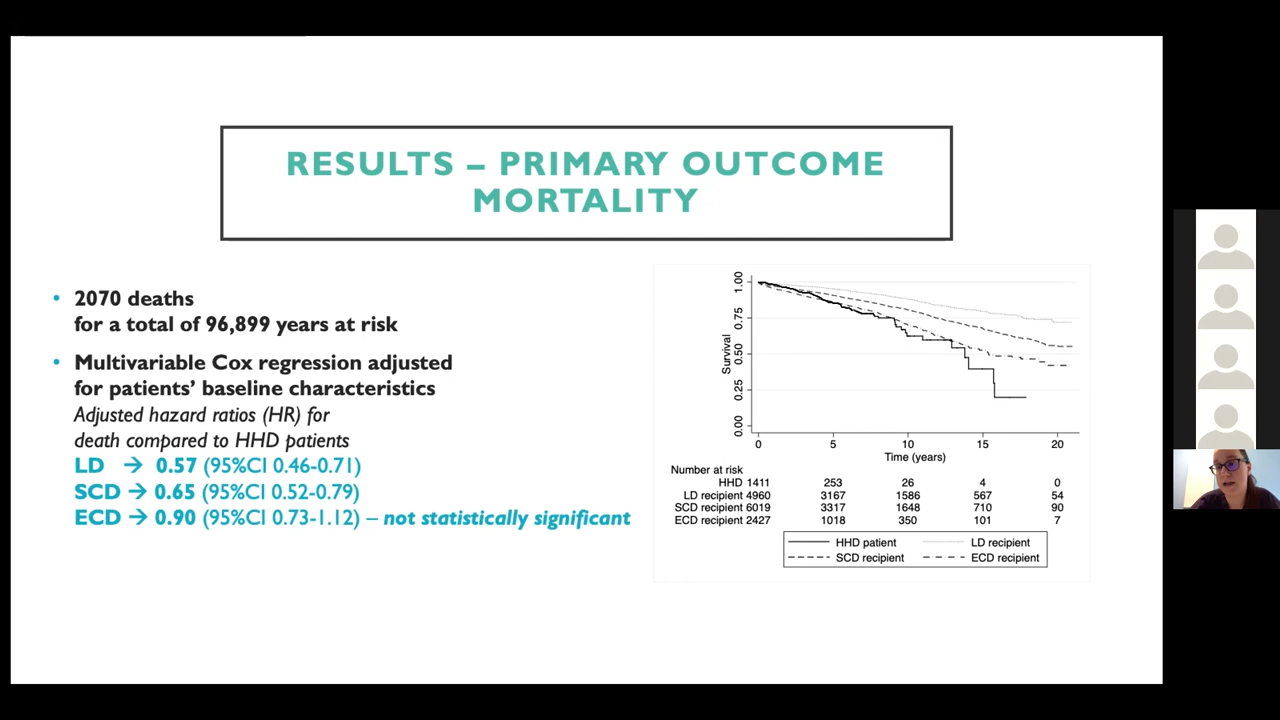 RESULTS – PRIMARY OUTCOME
MORTALITY
• 2070 deaths
for a total of 96,899 years at risk
• Multivariable Cox regression adjusted
for patients' baseline characteristics
Adjusted hazard ratios (HR) for
death compared to HHD patients
LD → 0.57 (95%CI 0.46-0.71)
SCD → 0.65 (95%CI 0.52-0.79)
ECD → 0.90 (95%CI 0.73-1.12) – not statistically significant
Survival
1.00
0.75
0.50
0.25
0.00
0 5 10 15 20
Time (years)
Number at risk
HHD 1411 253 26 4 0
LD recipient 4960 3167 1586 567 54
SCD recipient 6019 3317 1648 710 90
ECD recipient 2427 1018 350 101 7
HHD patient LD recipient
SCD recipient ECD recipient